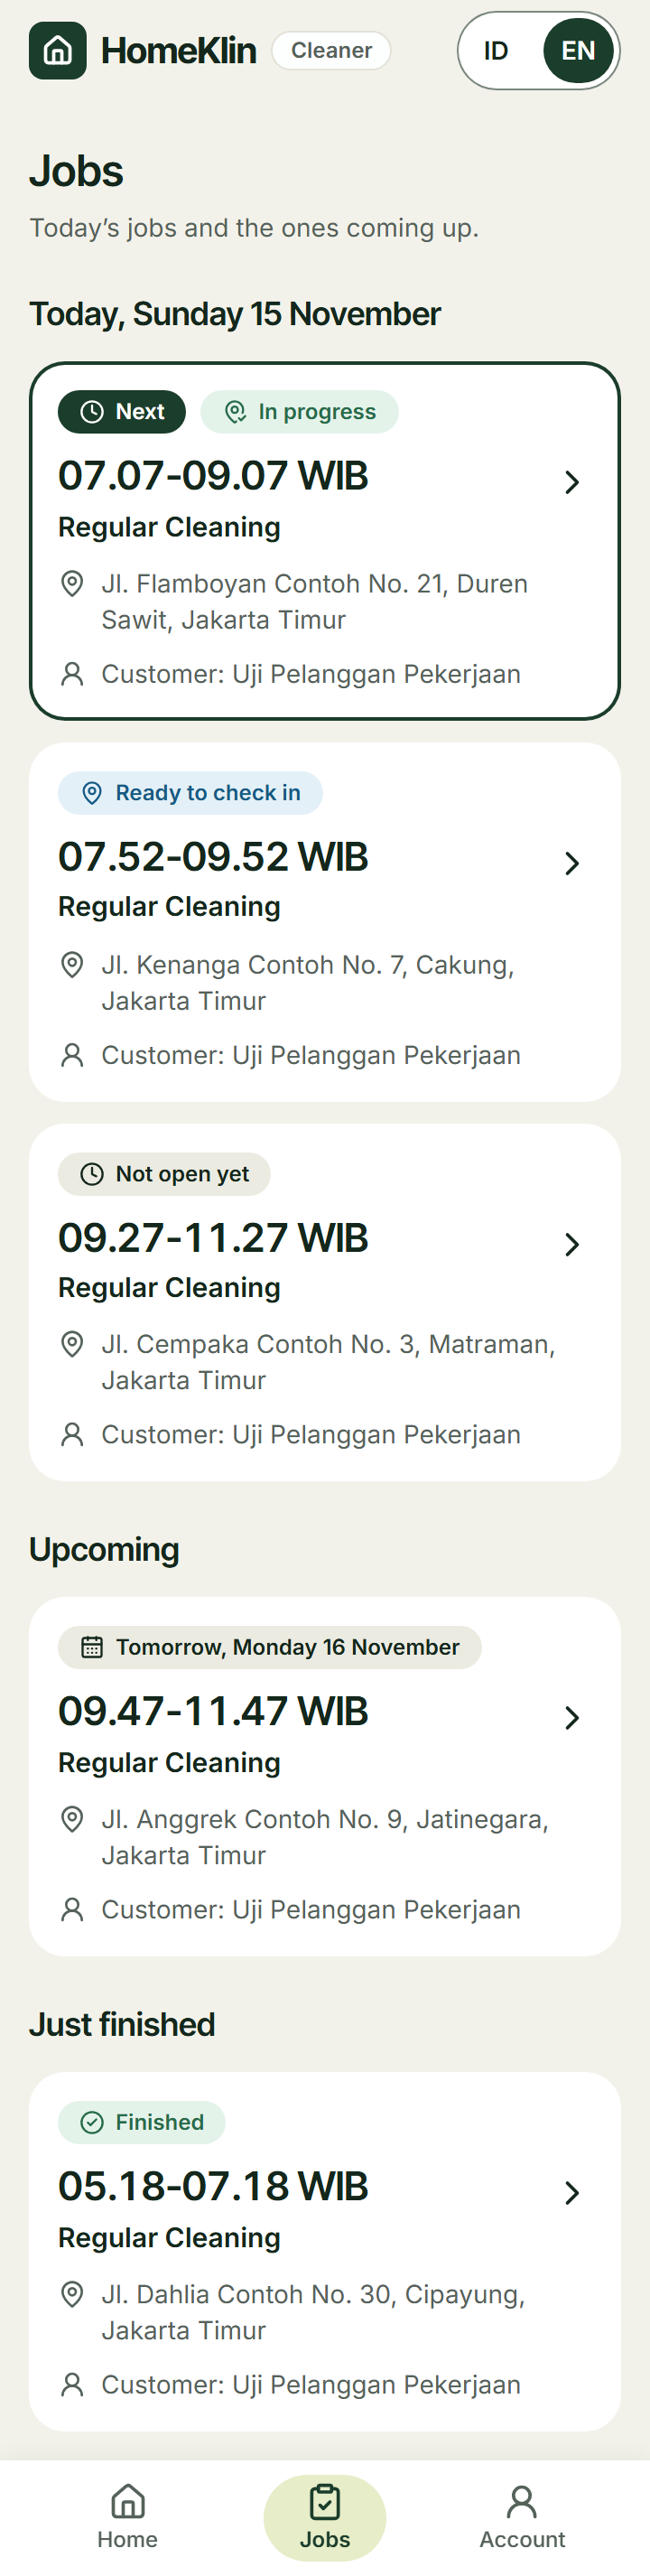 HomeKlin
Cleaner
ID
EN
Jobs
Today’s jobs and the ones coming up.
Today, Sunday 15 November
Next
In progress
07.07-09.07 WIB
Regular Cleaning
Jl. Flamboyan Contoh No. 21, Duren
Sawit, Jakarta Timur
Customer: Uji Pelanggan Pekerjaan
Ready to check in
07.52-09.52 WIB
Regular Cleaning
Jl. Kenanga Contoh No. 7, Cakung,
Jakarta Timur
Customer: Uji Pelanggan Pekerjaan
Not open yet
09.27-11.27 WIB
Regular Cleaning
Jl. Cempaka Contoh No. 3, Matraman,
Jakarta Timur
Customer: Uji Pelanggan Pekerjaan
Upcoming
Tomorrow, Monday 16 November
09.47-11.47 WIB
Regular Cleaning
Jl. Anggrek Contoh No. 9, Jatinegara,
Jakarta Timur
Customer: Uji Pelanggan Pekerjaan
Just finished
Finished
05.18-07.18 WIB
Regular Cleaning
Jl. Dahlia Contoh No. 30, Cipayung,
Jakarta Timur
Customer: Uji Pelanggan Pekerjaan
Home
Jobs
Account